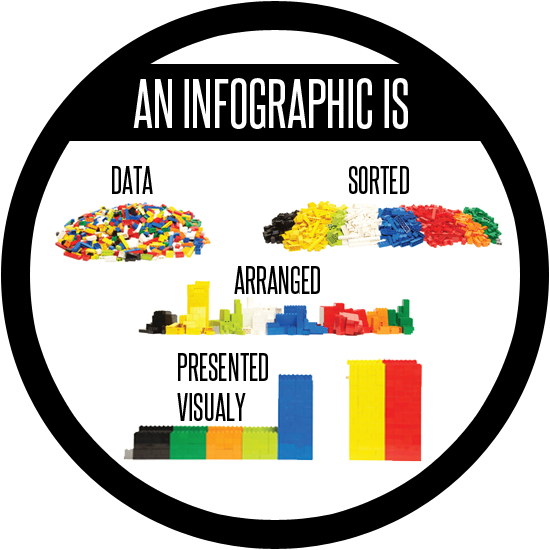 AN INFOGRAPHIC IS
DATA
SORTED
ARRANGED
PRESENTED
VISUALY